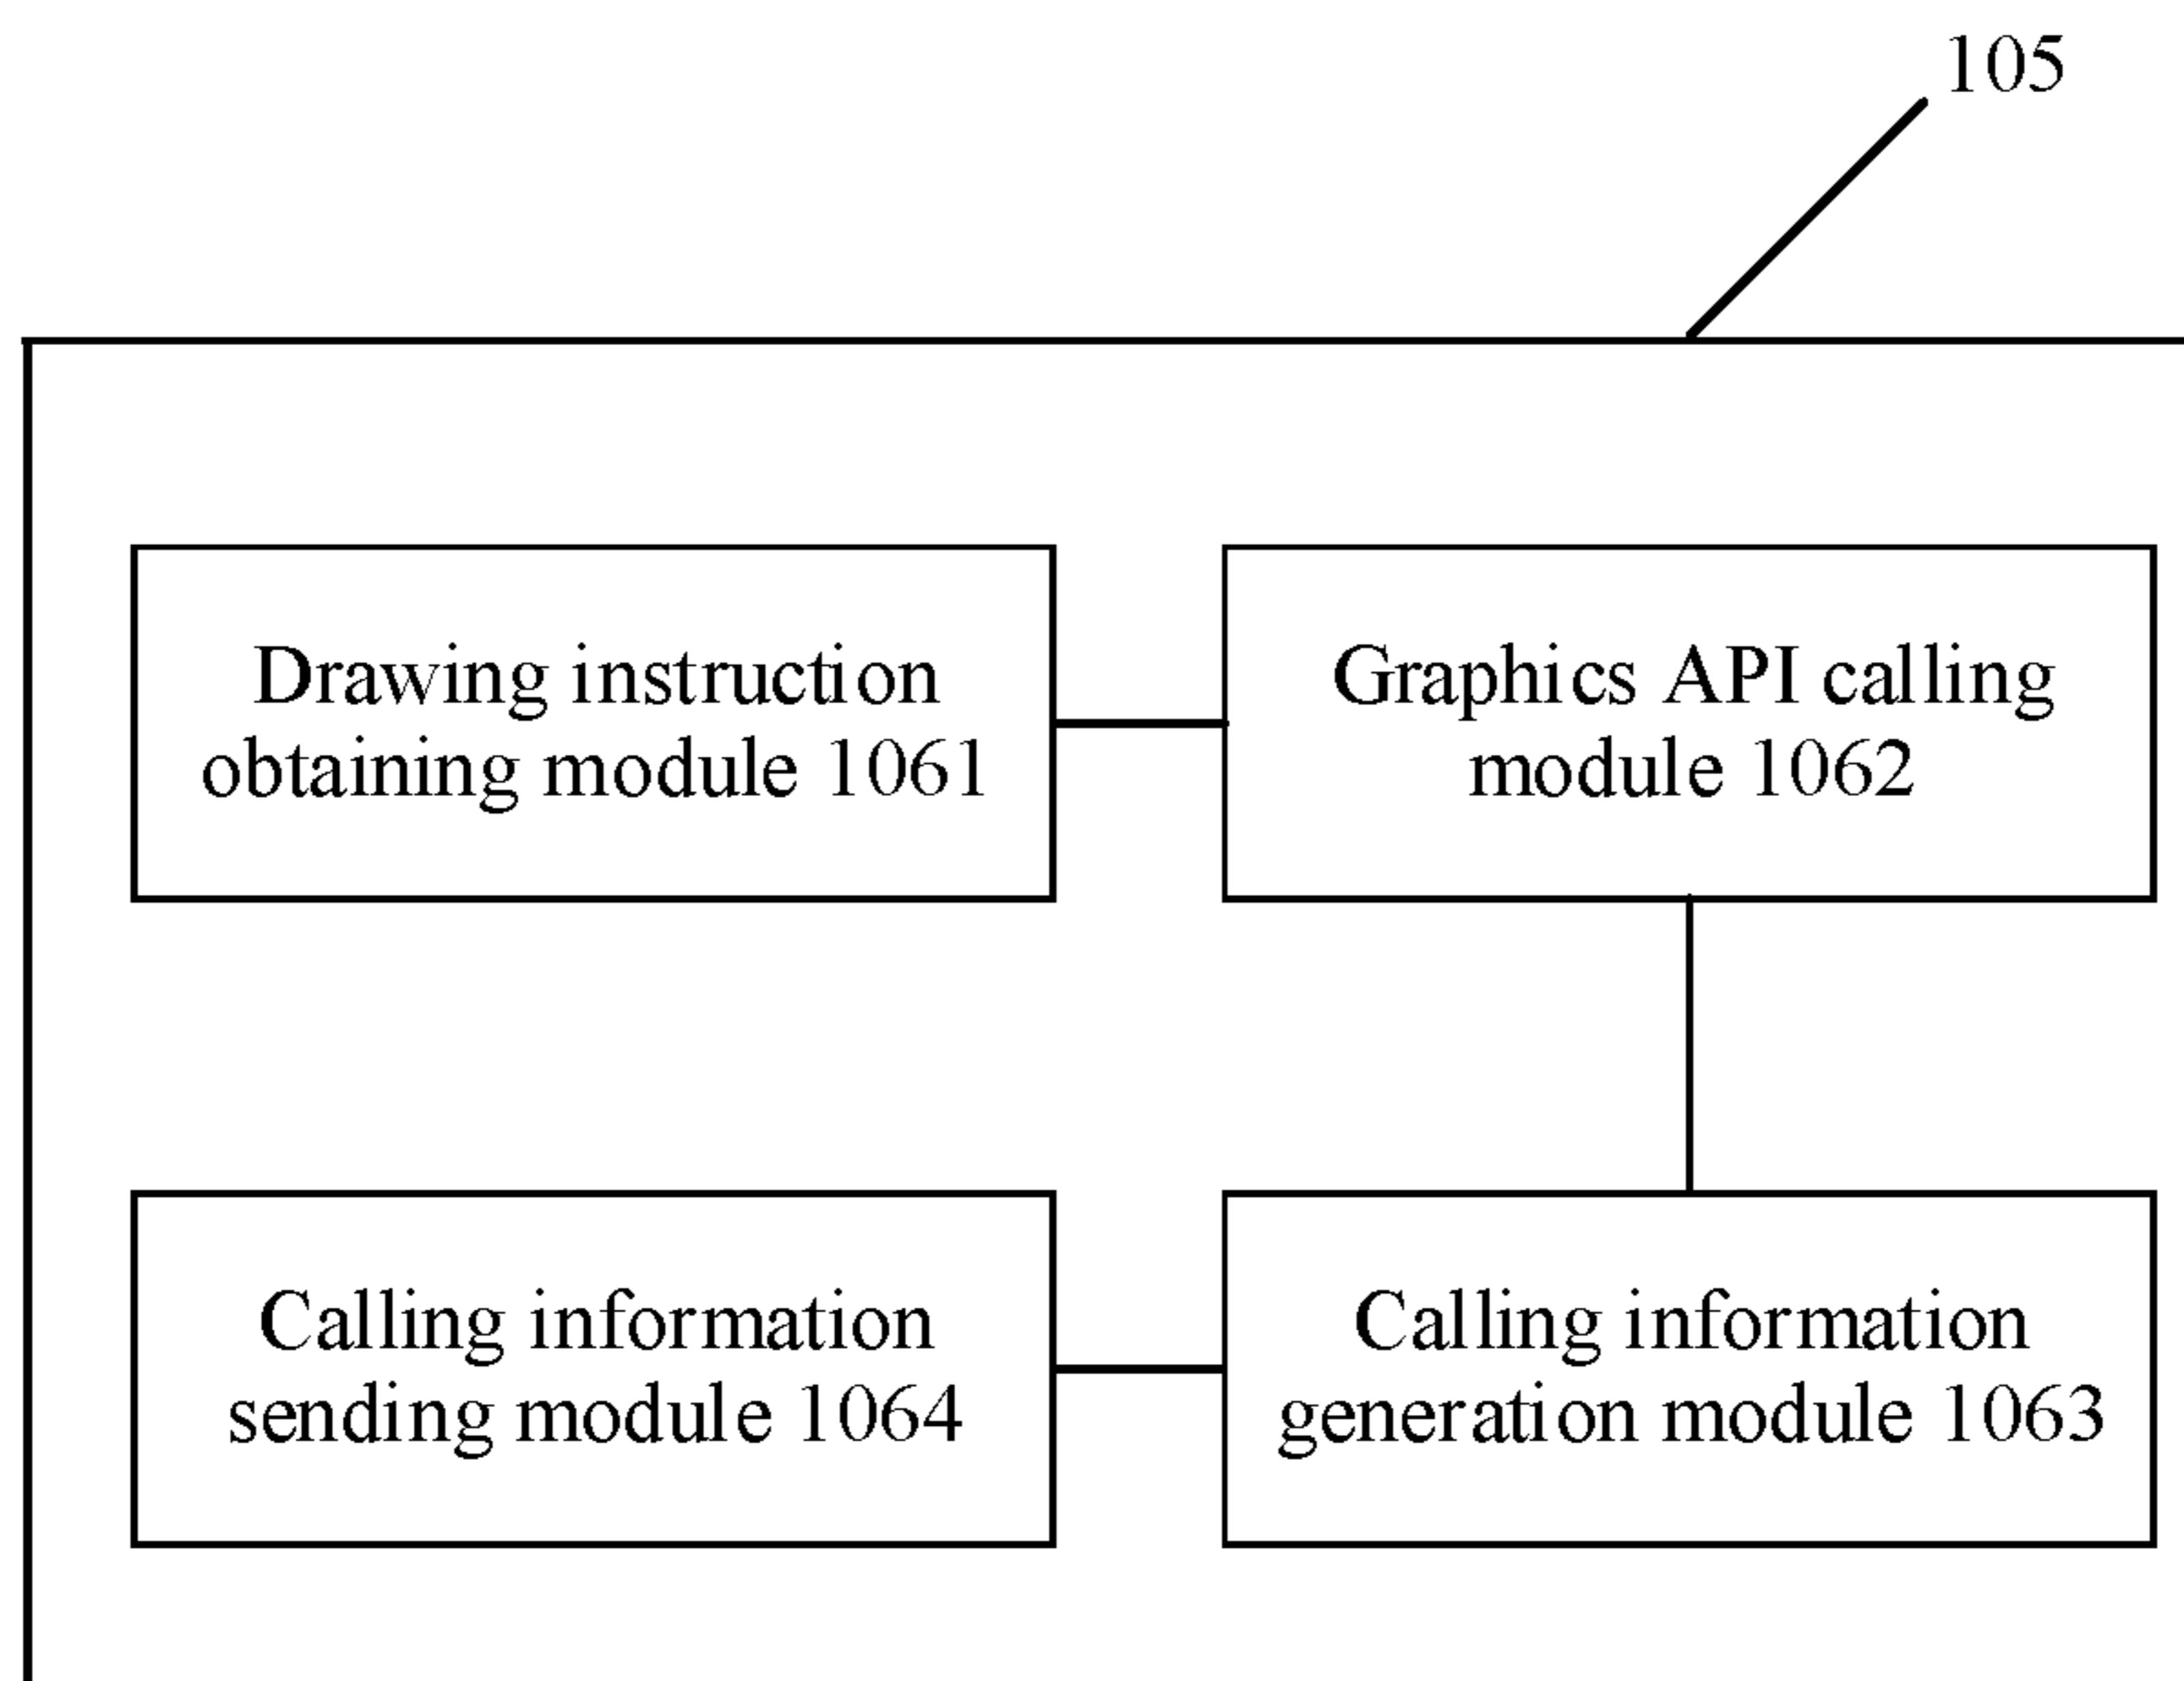 105
Drawing instruction
obtaining module 1061
Graphics API calling
module 1062
Calling information
sending module 1064
Calling information
generation module 1063